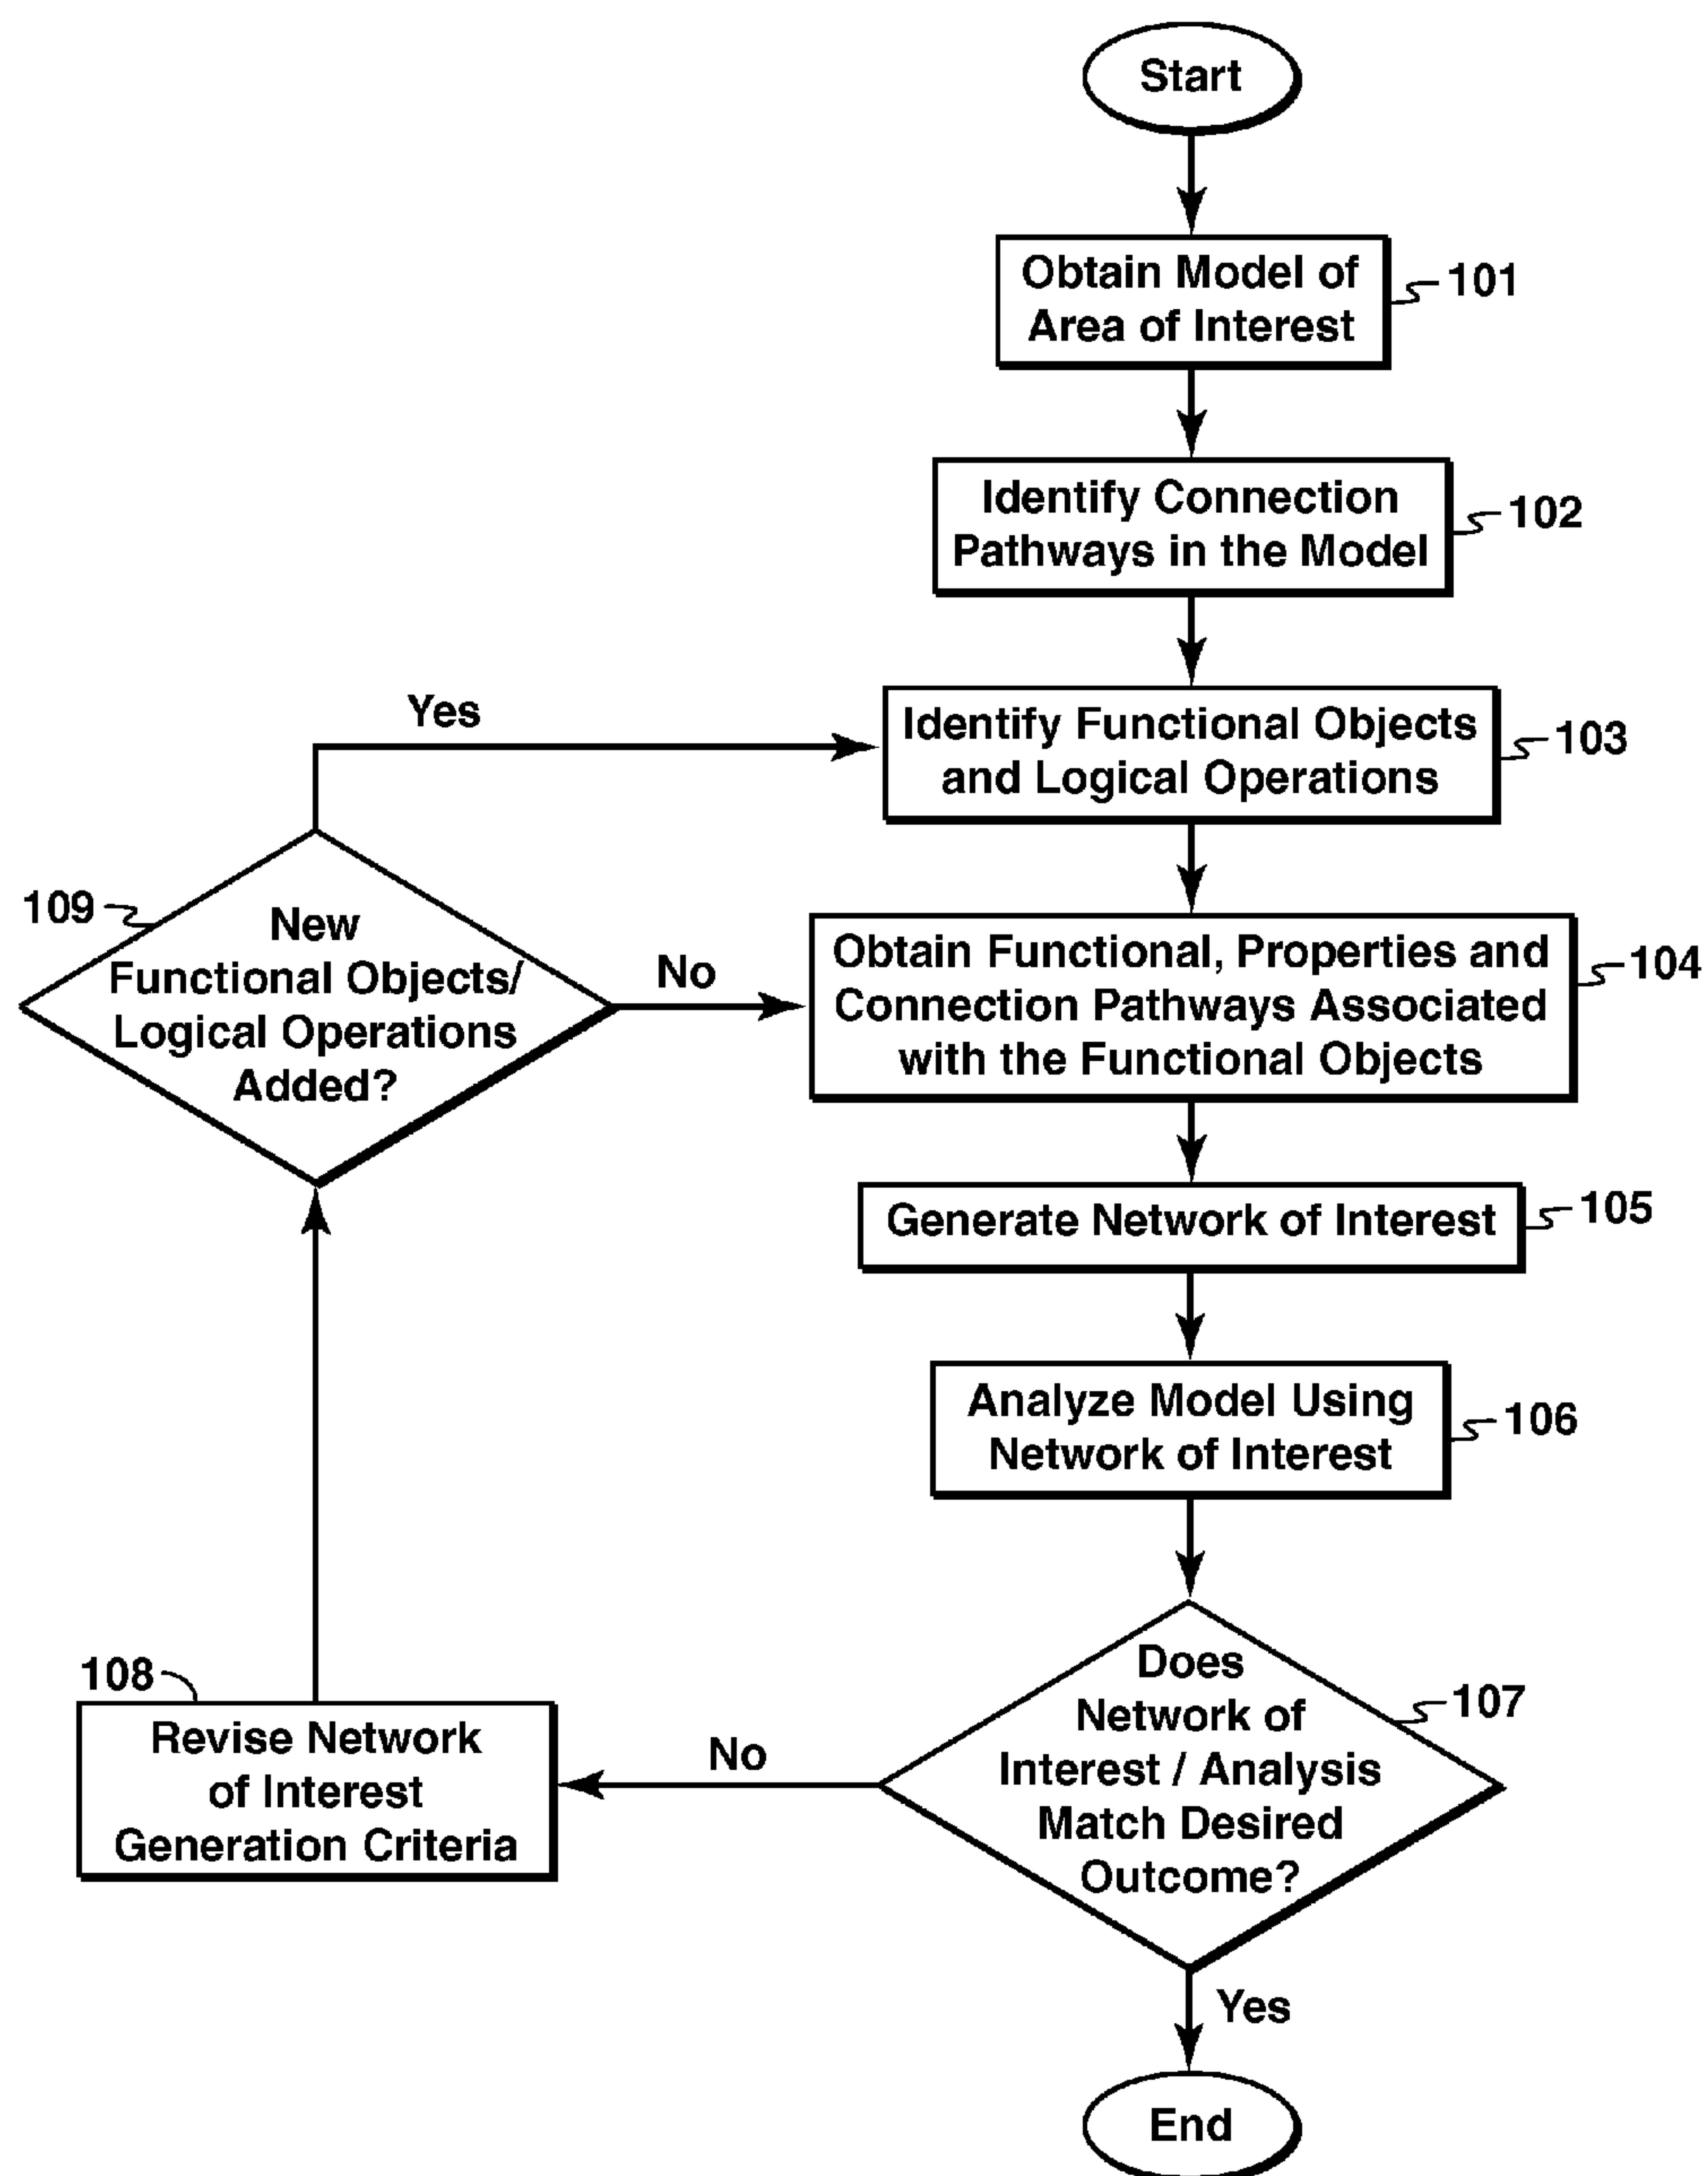 Start
Obtain Model of
Area of Interest
101
Identify Connection
Pathways in the Model
102
Yes
Identify Functional Objects
and Logical Operations
103
109
New
Functional Objects/
Logical Operations
Added?
No
Obtain Functional, Properties and
Connection Pathways Associated
with the Functional Objects
104
Generate Network of Interest
105
Analyze Model Using
Network of Interest
106
Does
Network of
Interest / Analysis
Match Desired
Outcome?
107
No
108
Revise Network
of Interest
Generation Criteria
Yes
End